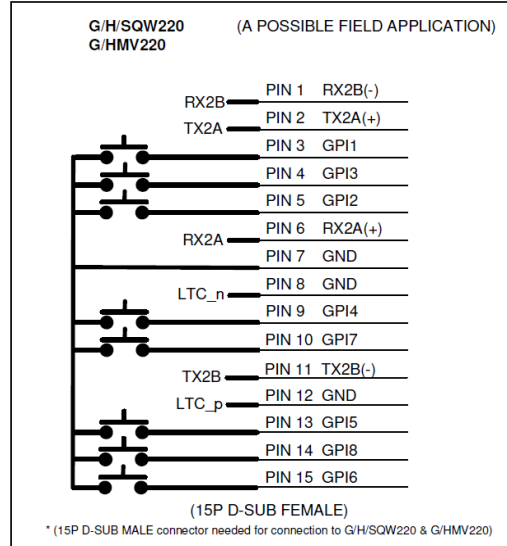 G/H/SQW220 (A POSSIBLE FIELD APPLICATION)
G/HMV220
RX2B PIN 1 RX2B(-)
TX2A PIN 2 TX2A(+)
PIN 3 GPI1
PIN 4 GPI3
PIN 5 GPI2
RX2A PIN 6 RX2A(+)
PIN 7 GND
LTC_n PIN 8 GND
PIN 9 GPI4
PIN 10 GPI7
TX2B PIN 11 TX2B(-)
LTC_p PIN 12 GND
PIN 13 GPI5
PIN 14 GPI8
PIN 15 GPI6
(15P D-SUB FEMALE)
* (15P D-SUB MALE connector needed for connection to G/H/SQW220 & G/HMV220)